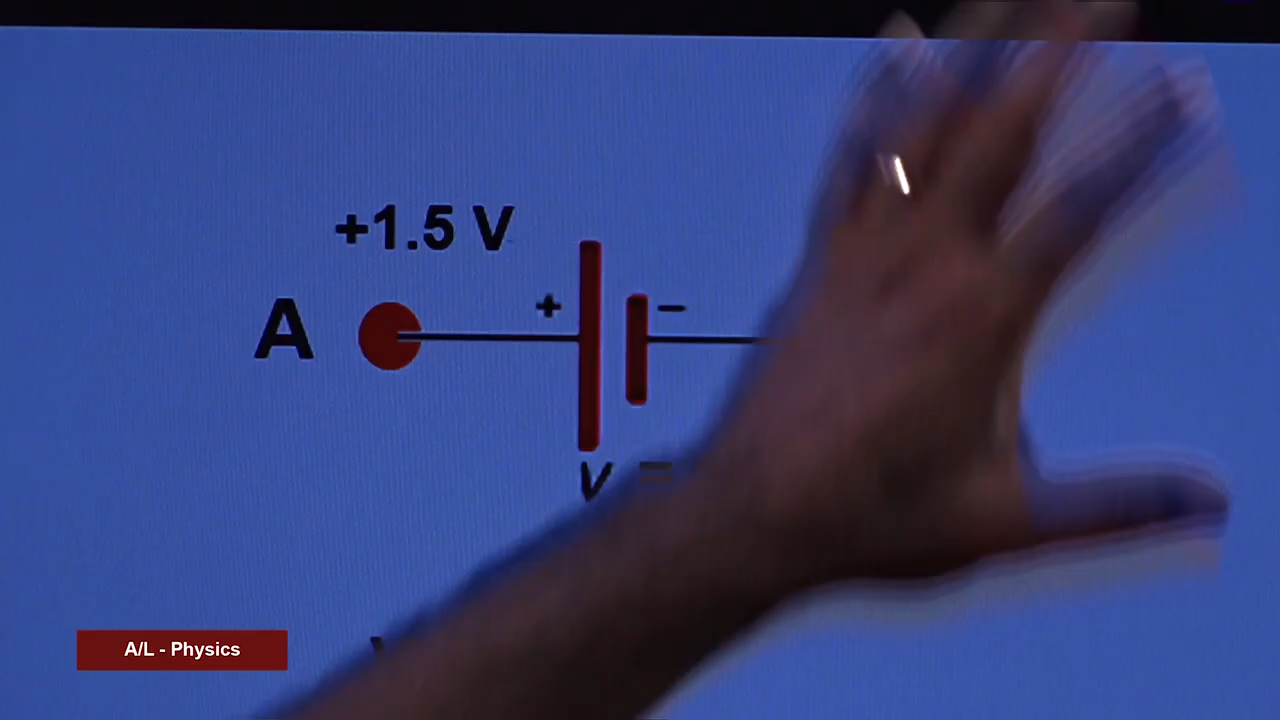 +1.5 V
+ −
A
V =
A/L - Physics